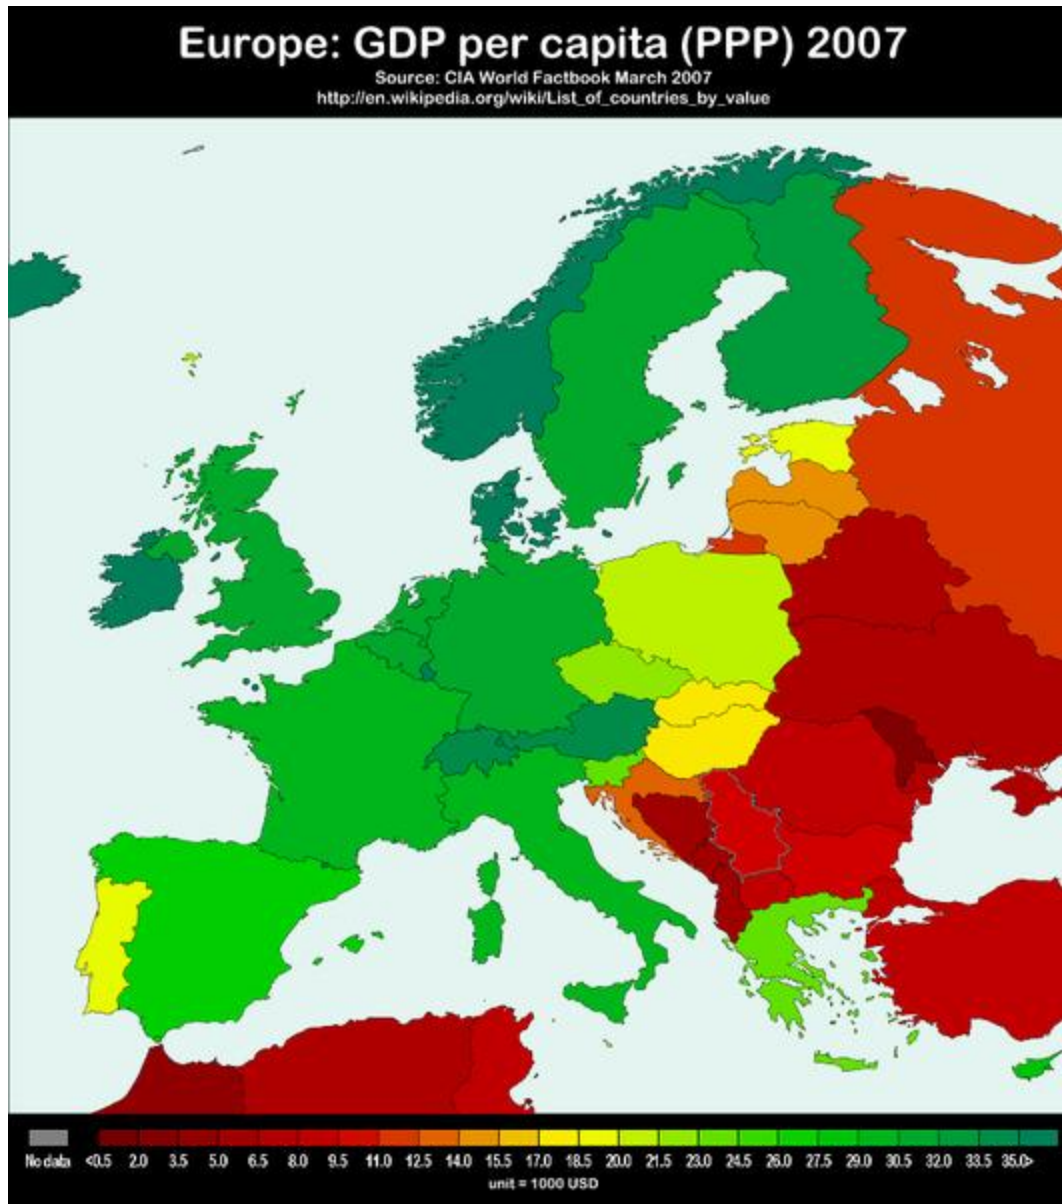 Europe: GDP per capita (PPP) 2007
Source: CIA World Factbook March 2007
http://en.wikipedia.org/wiki/List_of_countries_by_value
No data <0.5 2.0 3.5 5.0 6.5 8.0 9.5 11.0 12.5 14.0 15.5 17.0 18.5 20.0 21.5 23.0 24.5 26.0 27.5 29.0 30.5 32.0 33.5 35.0>
unit = 1000 USD